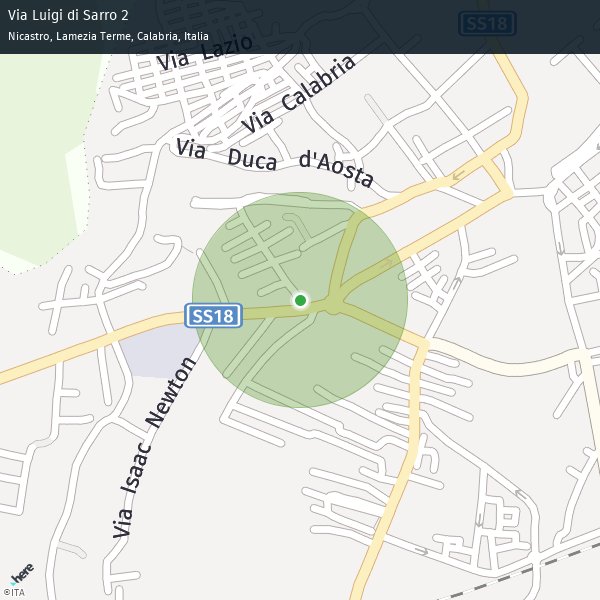 Via Luigi di Sarro 2
Nicastro, Lamezia Terme, Calabria, Italia
SS18
Via Lazio
Via Calabria
Via Duca d'Aosta
SS18
Via Isaac Newton
here
©ITA